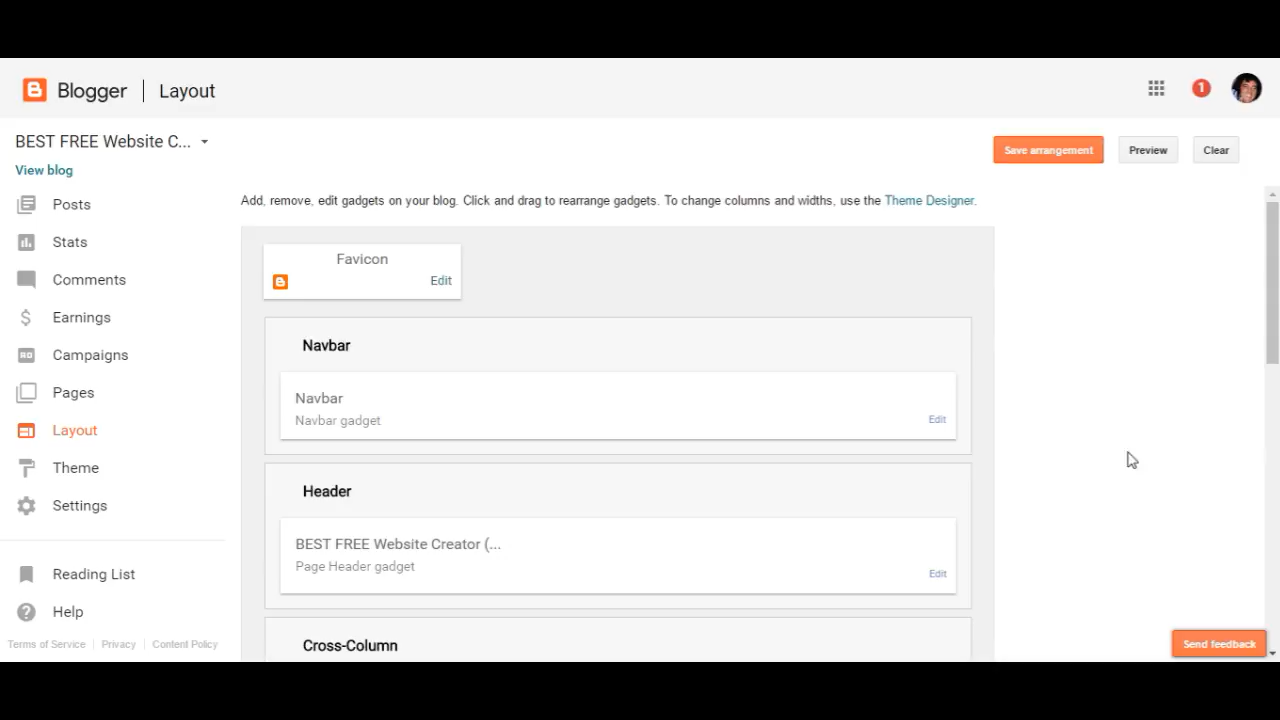 Blogger | Layout
1
BEST FREE Website C...
View blog
Save arrangement
Preview
Clear
Posts
Stats
Comments
Earnings
Campaigns
Pages
Layout
Theme
Settings
Reading List
Help
Terms of Service | Privacy | Content Policy
Add, remove, edit gadgets on your blog. Click and drag to rearrange gadgets. To change columns and widths, use the Theme Designer.
Favicon
Edit
Navbar
Navbar
Navbar gadget
Edit
Header
BEST FREE Website Creator (...
Page Header gadget
Edit
Cross-Column
Send feedback